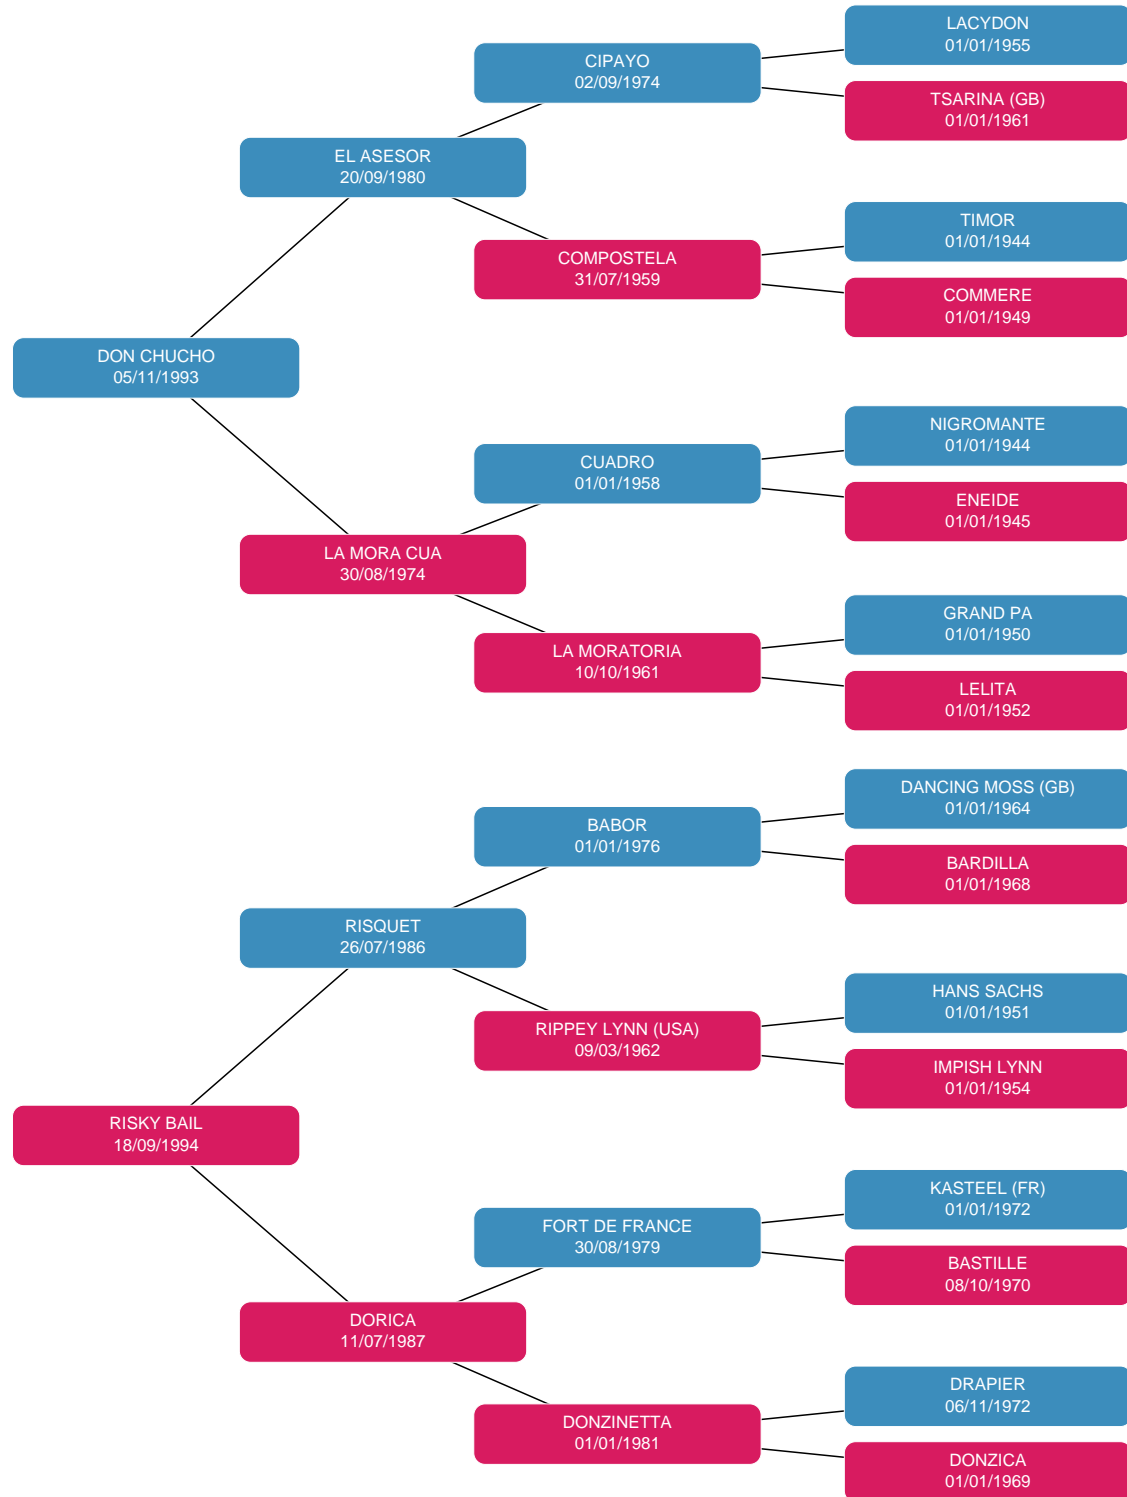 LACYDON
01/01/1955
CIPAYO
02/09/1974
TSARINA (GB)
01/01/1961
EL ASESOR
20/09/1980
TIMOR
01/01/1944
COMPOSTELA
31/07/1959
COMMERE
01/01/1949
DON CHUCHO
05/11/1993
NIGROMANTE
01/01/1944
CUADRO
01/01/1958
ENEIDE
01/01/1945
LA MORA CUA
30/08/1974
GRAND PA
01/01/1950
LA MORATORIA
10/10/1961
LELITA
01/01/1952
DANCING MOSS (GB)
01/01/1964
BABOR
01/01/1976
BARDILLA
01/01/1968
RISQUET
26/07/1986
HANS SACHS
01/01/1951
RIPPEY LYNN (USA)
09/03/1962
IMPISH LYNN
01/01/1954
RISKY BAIL
18/09/1994
KASTEEL (FR)
01/01/1972
FORT DE FRANCE
30/08/1979
BASTILLE
08/10/1970
DORICA
11/07/1987
DRAPIER
06/11/1972
DONZINETTA
01/01/1981
DONZICA
01/01/1969